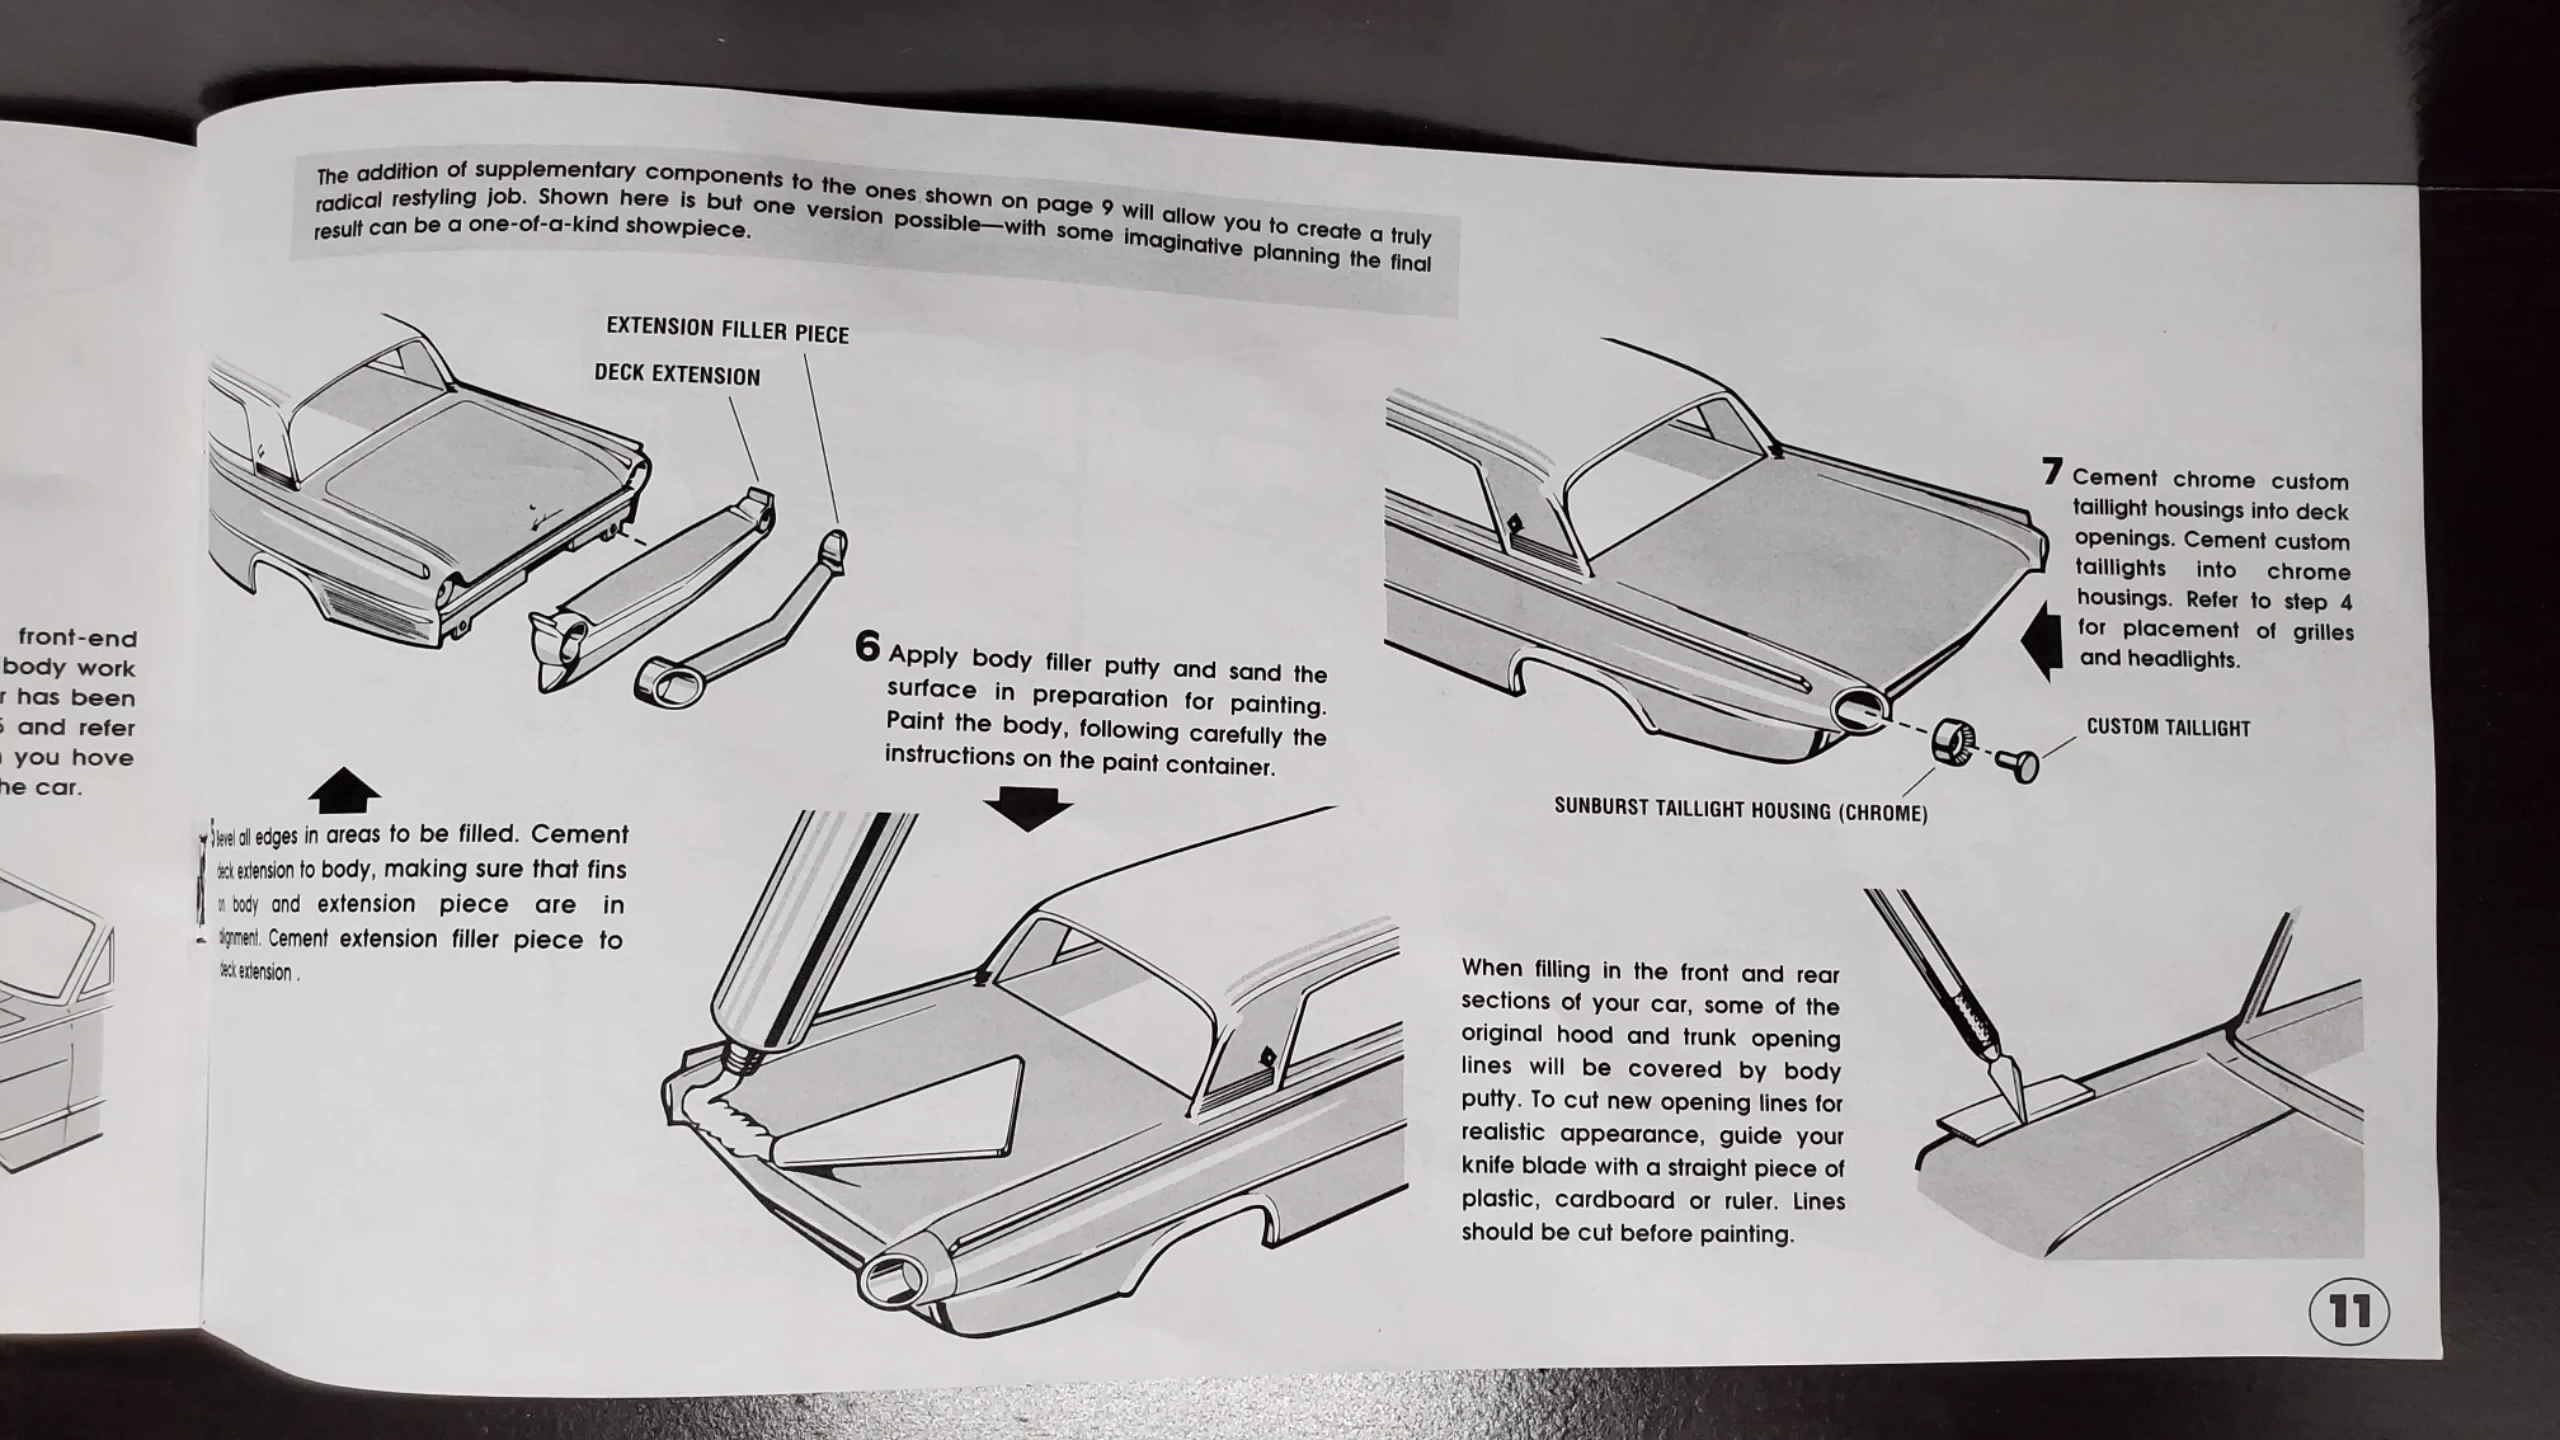 The addition of supplementary components to the ones shown on page 9 will allow you to create a truly
radical restyling job. Shown here is but one version possible—with some imaginative planning the final
result can be a one-of-a-kind showpiece.
EXTENSION FILLER PIECE
DECK EXTENSION
front-end
body work
has been
and refer
you hove
car.
5 level all edges in areas to be filled. Cement
deck extension to body, making sure that fins
on body and extension piece are in
alignment. Cement extension filler piece to
deck extension .
6 Apply body filler putty and sand the
surface in preparation for painting.
Paint the body, following carefully the
instructions on the paint container.
7 Cement chrome custom
taillight housings into deck
openings. Cement custom
taillights into chrome
housings. Refer to step 4
for placement of grilles
and headlights.
CUSTOM TAILLIGHT
SUNBURST TAILLIGHT HOUSING (CHROME)
When filling in the front and rear
sections of your car, some of the
original hood and trunk opening
lines will be covered by body
putty. To cut new opening lines for
realistic appearance, guide your
knife blade with a straight piece of
plastic, cardboard or ruler. Lines
should be cut before painting.
11